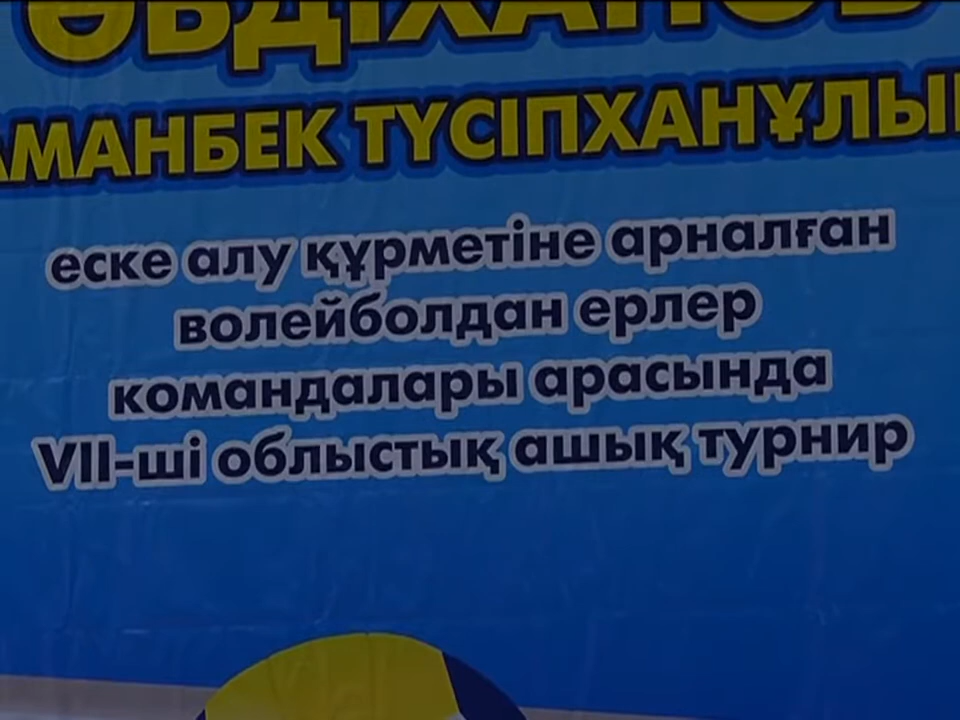 ӘБДІХАНОВ
АМАНБЕК ТҮСІПХАНҰЛЫ
еске алу құрметіне арналған
волейболдан ерлер
командалары арасында
VII-ші облыстық ашық турнир